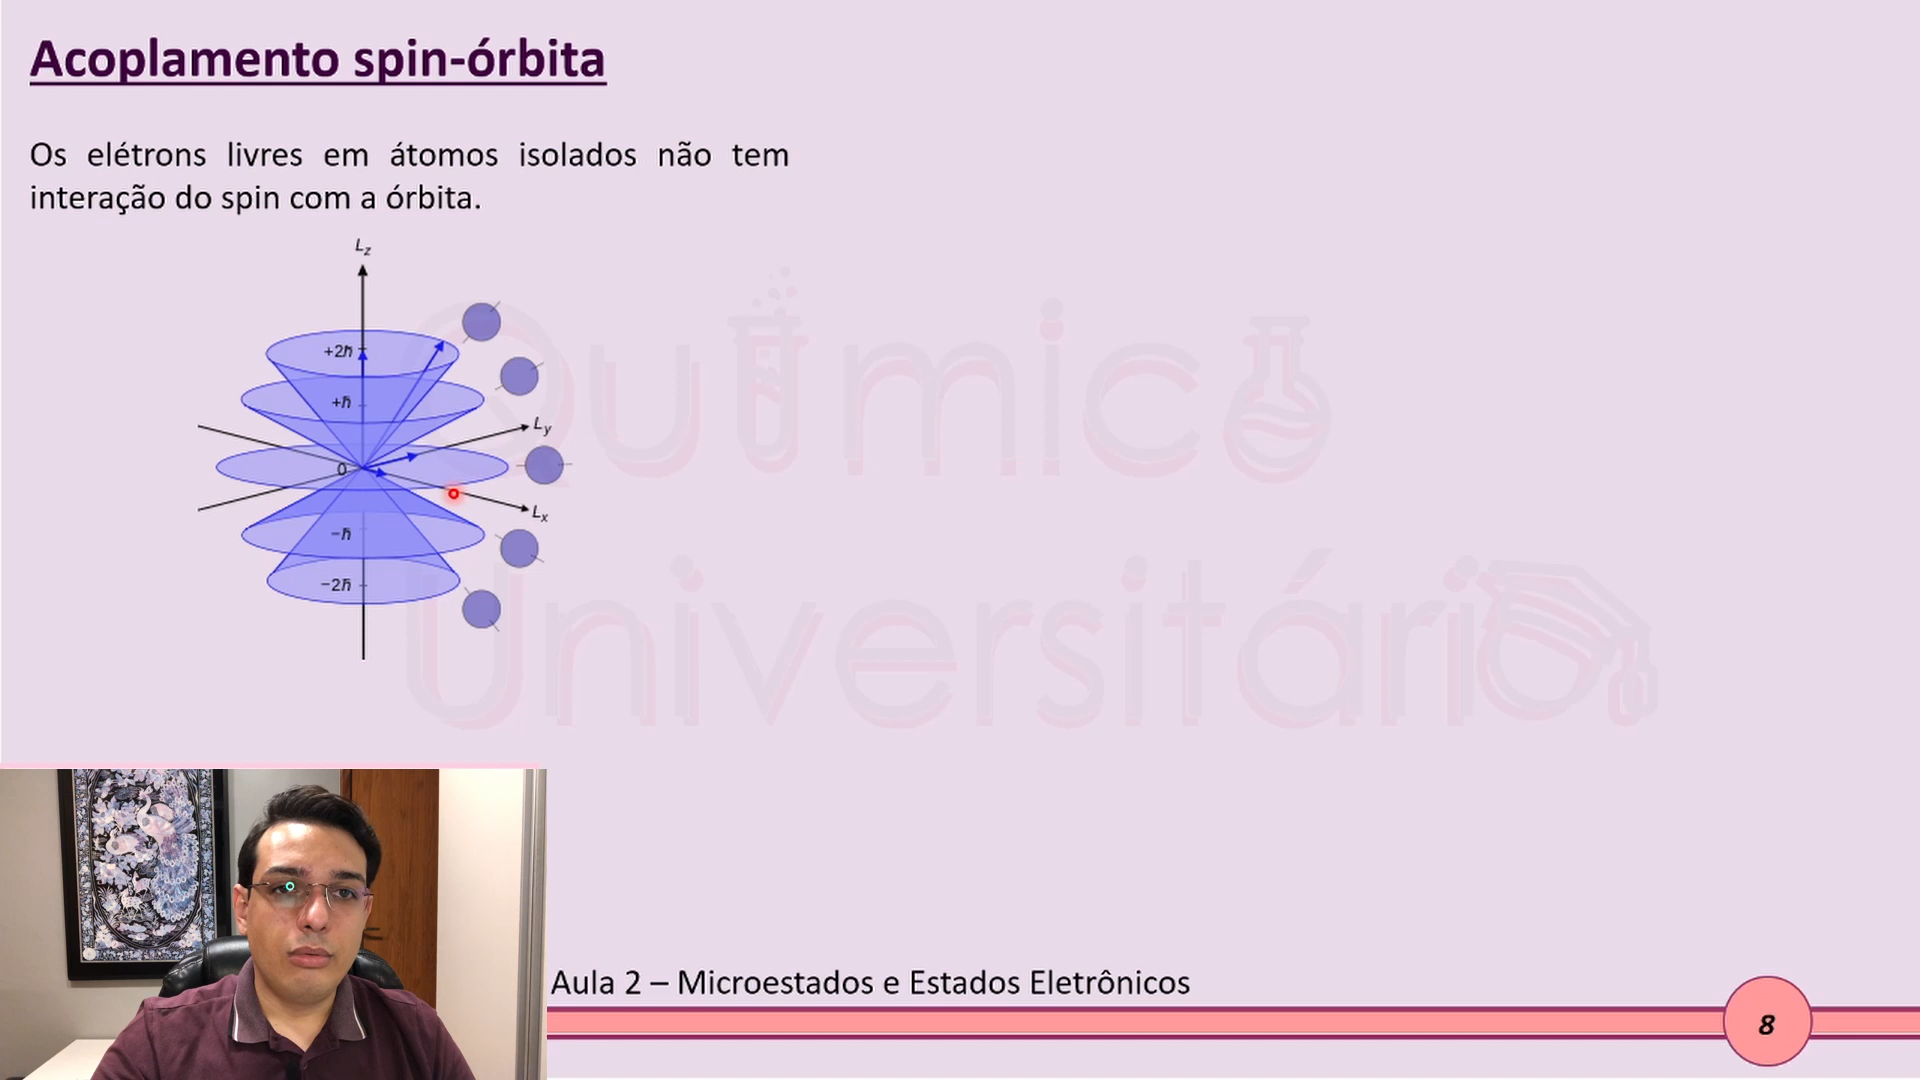 Acoplamento spin-órbita
Os elétrons livres em átomos isolados não tem
interação do spin com a órbita.
Lz
+2ħ
+ħ
Ly
0
Lx
−ħ
−2ħ
Químico
Universitário
Aula 2 – Microestados e Estados Eletrônicos
8